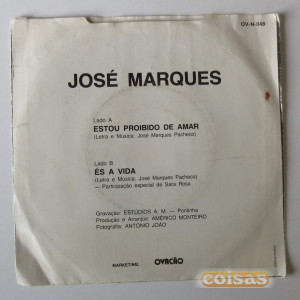 OV-N-049
JOSÉ MARQUES
Lado A
ESTOU PROIBIDO DE AMAR
(Letra e Música: José Marques Pacheco)
Lado B
ÉS A VIDA
(Letra e Música: José Marques Pacheco)
— Participação especial de Sara Rosa
Gravação: ESTÚDIOS A. M. — Pontinha
Produção e Arranjos: AMÉRICO MONTEIRO
Fotografia: ANTÓNIO JOÃO
MARKETING: OVAÇÃO
coisas